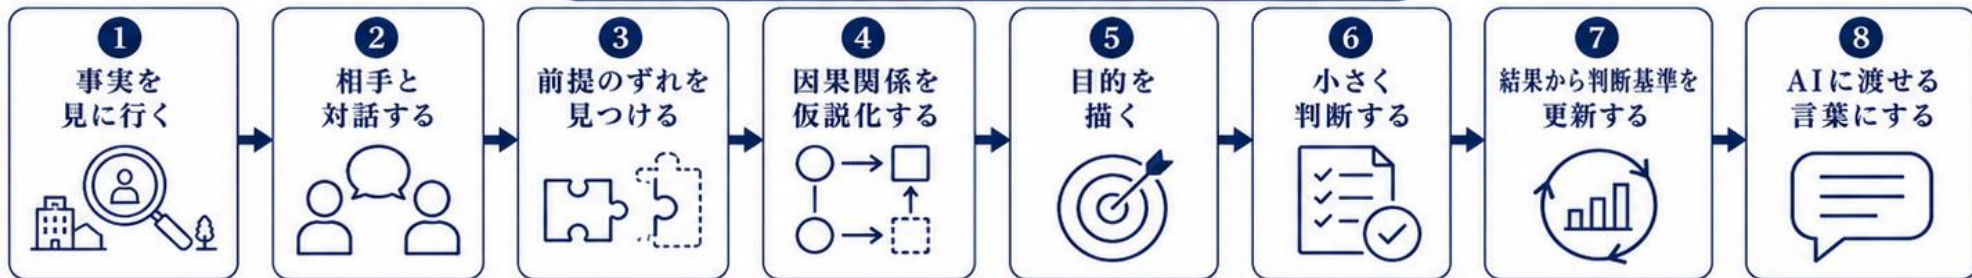 1
事実を
見に行く
2
相手と
対話する
3
前提のずれを
見つける
4
因果関係を
仮説化する
5
目的を
描く
6
小さく
判断する
7
結果から判断基準を
更新する
8
AIに渡せる
言葉にする